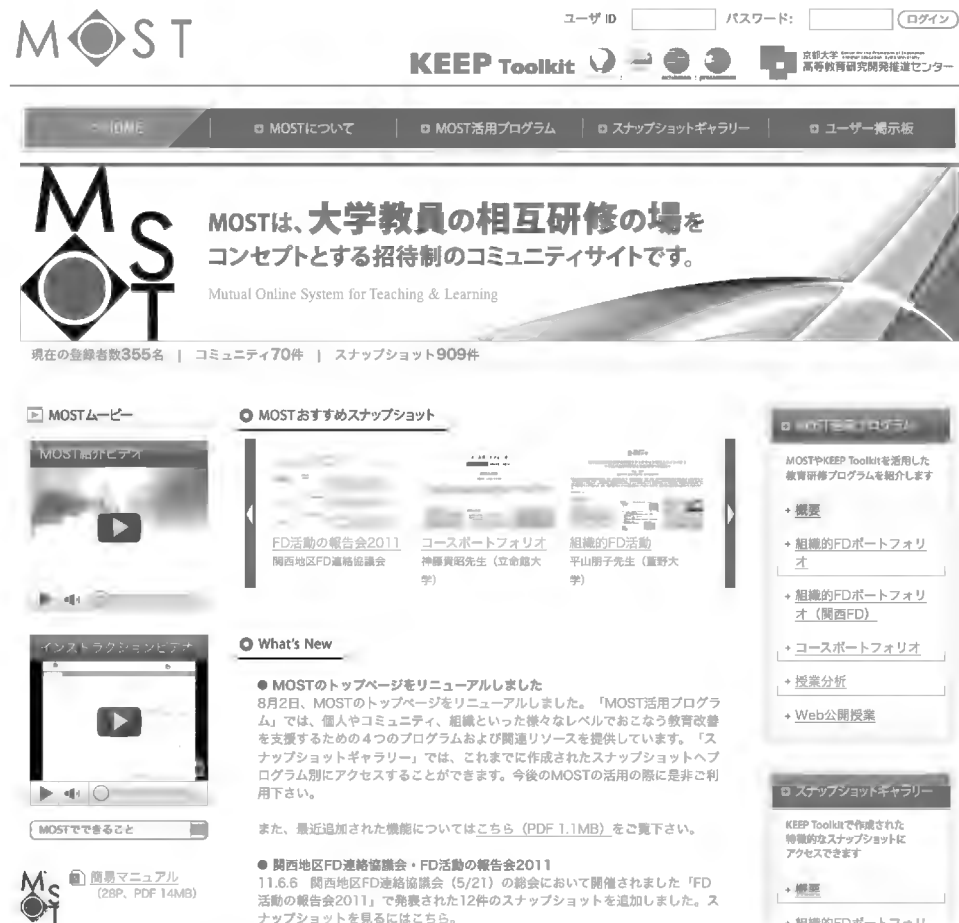 MOST
ユーザ ID
パスワード:
ログイン
KEEP Toolkit
京都大学
高等教育研究開発推進センター
HOME
MOSTについて
MOST活用プログラム
スナップショットギャラリー
ユーザー掲示板
MOST
MOSTは、大学教員の相互研修の場を
コンセプトとする招待制のコミュニティサイトです。
Mutual Online System for Teaching & Learning
現在の登録者数355名 | コミュニティ70件 | スナップショット909件
MOSTムービー
MOST紹介ビデオ
インストラクションビデオ
MOSTでできること
簡易マニュアル
(28P、PDF 14MB)
MOSTおすすめスナップショット
FD活動の報告会2011
関西地区FD連絡協議会
コースポートフォリオ
神藤貴昭先生（立命館大
学）
組織的FD活動
平山朋子先生（藍野大
学）
What's New
● MOSTのトップページをリニューアルしました
8月2日、MOSTのトップページをリニューアルしました。「MOST活用プログラ
ム」では、個人やコミュニティ、組織といった様々なレベルでおこなう教育改善
を支援するための４つのプログラムおよび関連リソースを提供しています。「ス
ナップショットギャラリー」では、これまでに作成されたスナップショットへプ
ログラム別にアクセスすることができます。今後のMOSTの活用の際に是非ご利
用下さい。
また、最近追加された機能についてはこちら（PDF 1.1MB）をご覧下さい。
● 関西地区FD連絡協議会・FD活動の報告会2011
11.6.6 関西地区FD連絡協議会（5/21）の総会において開催されました「FD
活動の報告会2011」で発表された12件のスナップショットを追加しました。ス
ナップショットを見るにはこちら。
MOST活用プログラム
MOSTやKEEP Toolkitを活用した
教育研修プログラムを紹介します
+ 概要
+ 組織的FDポートフォリ
オ
+ 組織的FDポートフォリ
オ（関西FD）
+ コースポートフォリオ
+ 授業分析
+ Web公開授業
スナップショットギャラリー
KEEP Toolkitで作成された
特徴的なスナップショットに
アクセスできます
+ 概要
+ 組織的FDポートフォリ